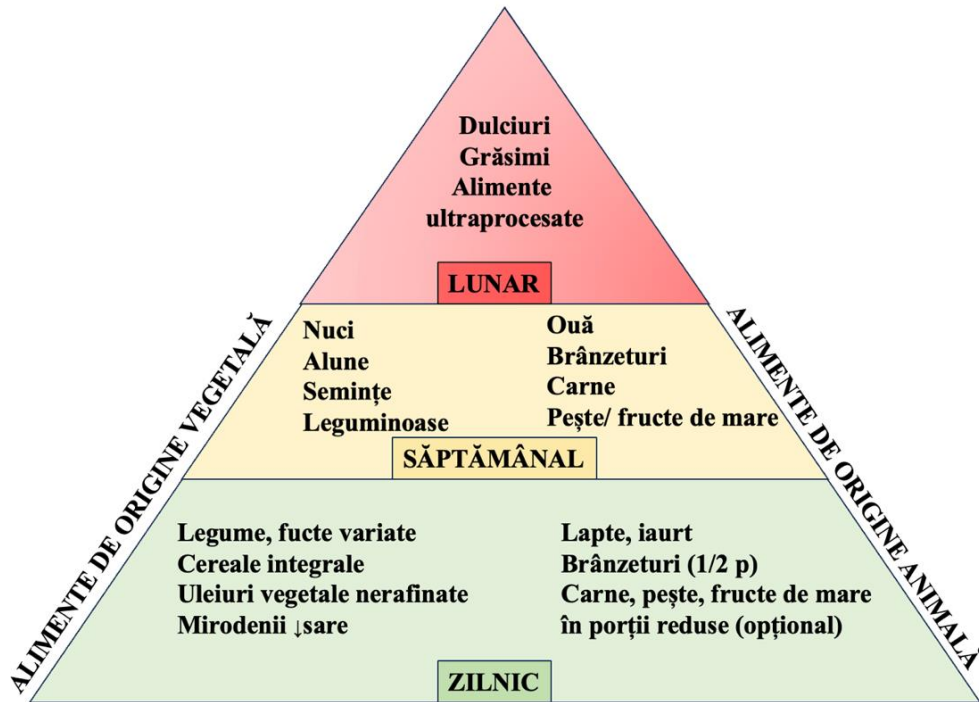 Dulciuri
Grăsimi
Alimente
ultraprocesate
LUNAR
ALIMENTE DE ORIGINE VEGETALĂ
Nuci
Alune
Semințe
Leguminoase
Ouă
Brânzeturi
Carne
Pește/ fructe de mare
SĂPTĂMÂNAL
ALIMENTE DE ORIGINE ANIMALĂ
Legume, fucte variate
Cereale integrale
Uleiuri vegetale nerafinate
Mirodenii ↓sare
Lapte, iaurt
Brânzeturi (1/2 p)
Carne, pește, fructe de mare
în porții reduse (opțional)
ZILNIC